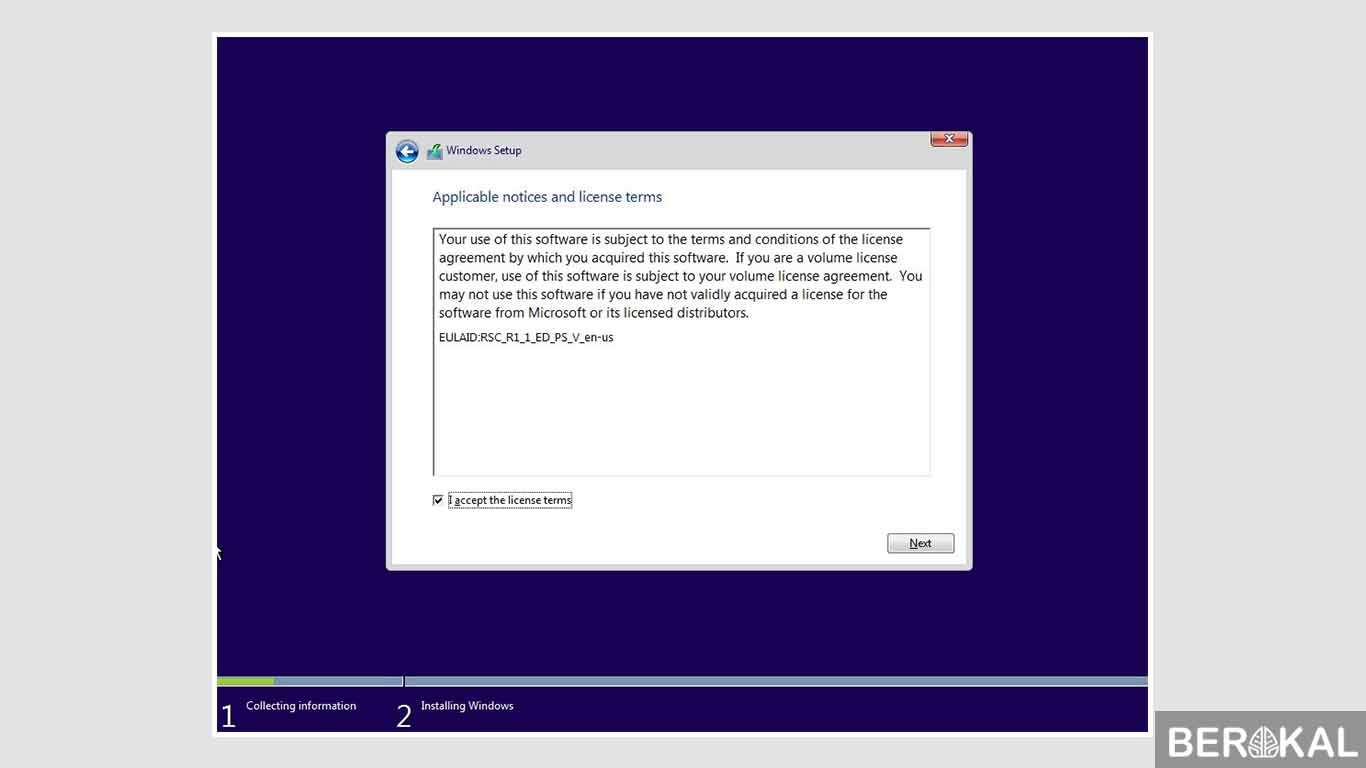 Windows Setup
Applicable notices and license terms
Your use of this software is subject to the terms and conditions of the license
agreement by which you acquired this software.  If you are a volume license
customer, use of this software is subject to your volume license agreement.  You
may not use this software if you have not validly acquired a license for the
software from Microsoft or its licensed distributors.
EULAID:RSC_R1_1_ED_PS_V_en-us
I accept the license terms
Next
1 Collecting information 2 Installing Windows
BEROKAL